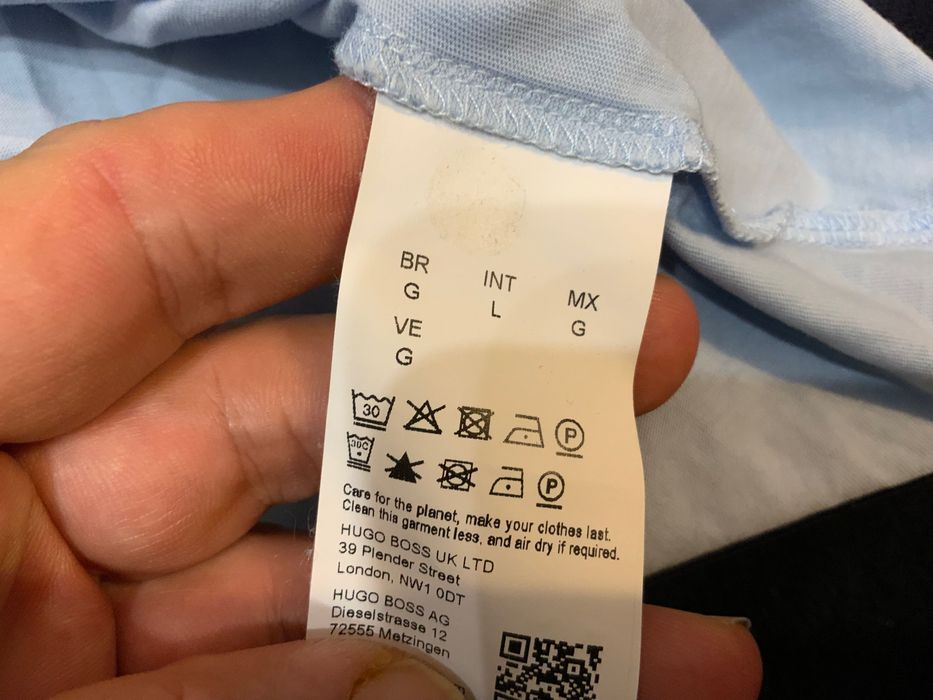 BR INT MX
G L G
VE
G
30
P
30C
P
Care for the planet, make your clothes last.
Clean this garment less, and air dry if required.
HUGO BOSS UK LTD
39 Plender Street
London, NW1 0DT
HUGO BOSS AG
Dieselstrasse 12
72555 Metzingen